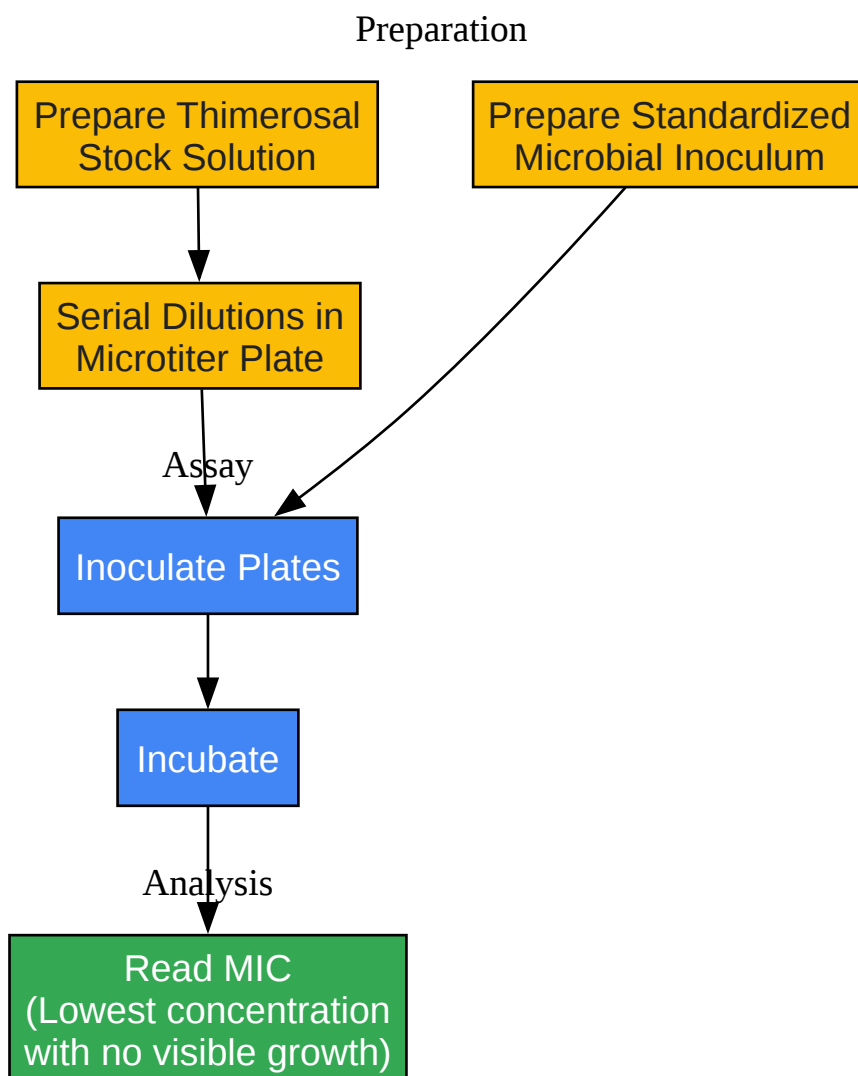 Preparation
Prepare Thimerosal
Stock Solution
Prepare Standardized
Microbial Inoculum
Serial Dilutions in
Microtiter Plate
Assay
Inoculate Plates
Incubate
Analysis
Read MIC
(Lowest concentration
with no visible growth)